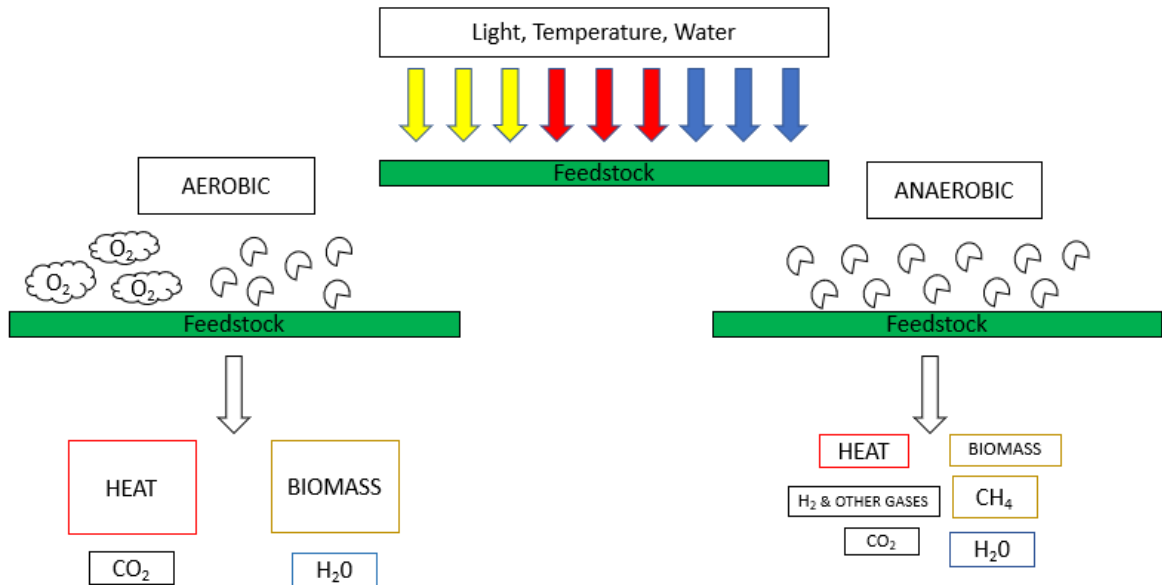 Light, Temperature, Water
Feedstock
AEROBIC
ANAEROBIC
O₂
O₂
O₂
Feedstock
Feedstock
HEAT
BIOMASS
CO₂
H₂0
HEAT
BIOMASS
H₂ & OTHER GASES
CH₄
CO₂
H₂0